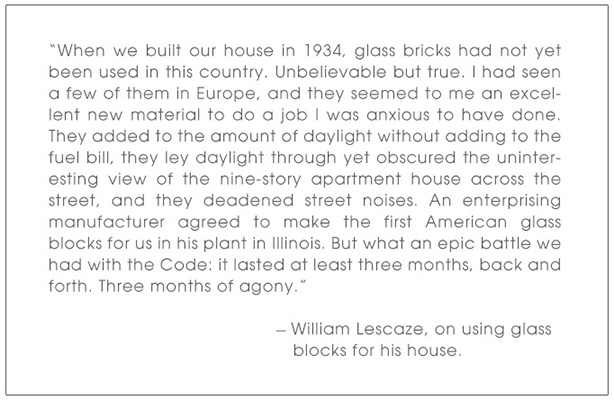 “When we built our house in 1934, glass bricks had not yet
been used in this country. Unbelievable but true. I had seen
a few of them in Europe, and they seemed to me an excel-
lent new material to do a job I was anxious to have done.
They added to the amount of daylight without adding to the
fuel bill, they ley daylight through yet obscured the uninter-
esting view of the nine-story apartment house across the
street, and they deadened street noises. An enterprising
manufacturer agreed to make the first American glass
blocks for us in his plant in Illinois. But what an epic battle we
had with the Code: it lasted at least three months, back and
forth. Three months of agony.”
– William Lescaze, on using glass
blocks for his house.